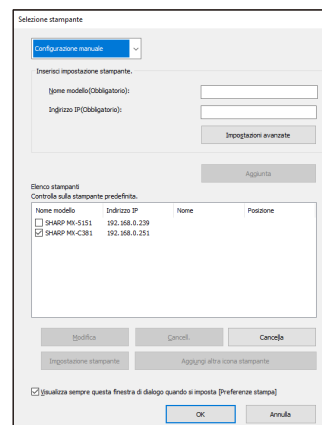 Selezione stampante
Configurazione manuale
Inserisci impostazione stampante.
Nome modello(Obbligatorio):
Indirizzo IP(Obbligatorio):
Impostazioni avanzate
Aggiunta
Elenco stampanti
Controlla sulla stampante predefinita.
Nome modello Indirizzo IP Nome Posizione
SHARP MX-5151 192.168.0.239
SHARP MX-C381 192.168.0.251
Modifica Cancell. Cancella
Impostazione stampante Aggiungi altra icona stampante
Visualizza sempre questa finestra di dialogo quando si imposta [Preferenze stampa]
OK Annulla